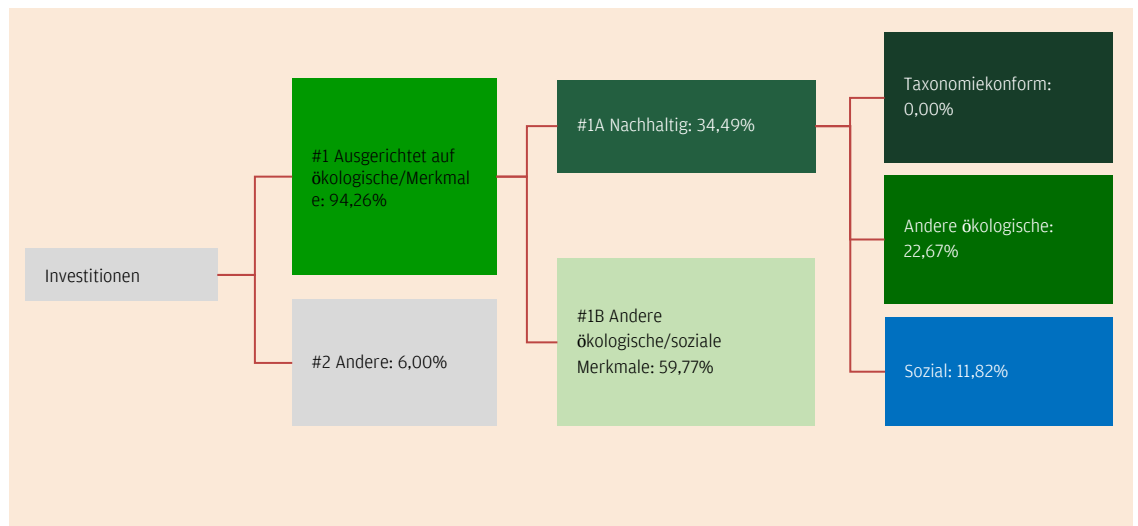 Investitionen
#1 Ausgerichtet auf
ökologische/Merkmal
e: 94,26%
#2 Andere: 6,00%
#1A Nachhaltig: 34,49%
#1B Andere
ökologische/soziale
Merkmale: 59,77%
Taxonomiekonform:
0,00%
Andere ökologische:
22,67%
Sozial: 11,82%